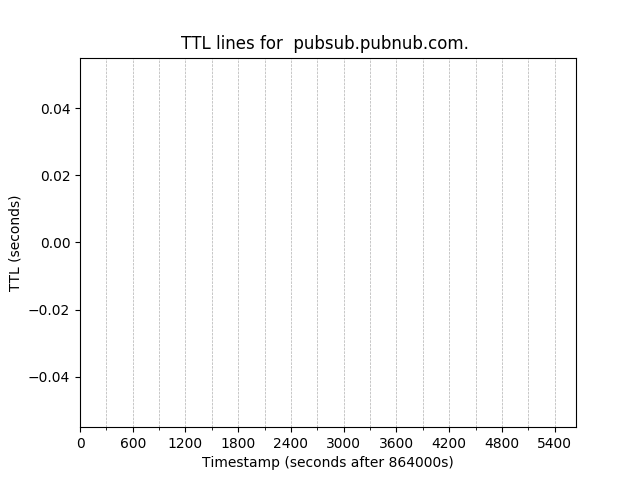 TTL lines for  pubsub.pubnub.com.
TTL (seconds)
0.04
0.02
0.00
−0.02
−0.04
0 600 1200 1800 2400 3000 3600 4200 4800 5400
Timestamp (seconds after 864000s)